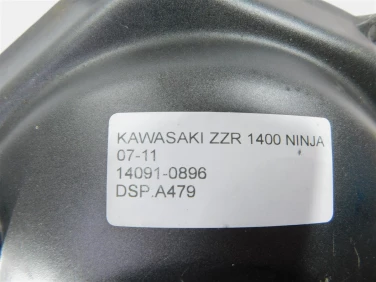 KAWASAKI ZZR 1400 NINJA
07-11
14091-0896
DSP.A479